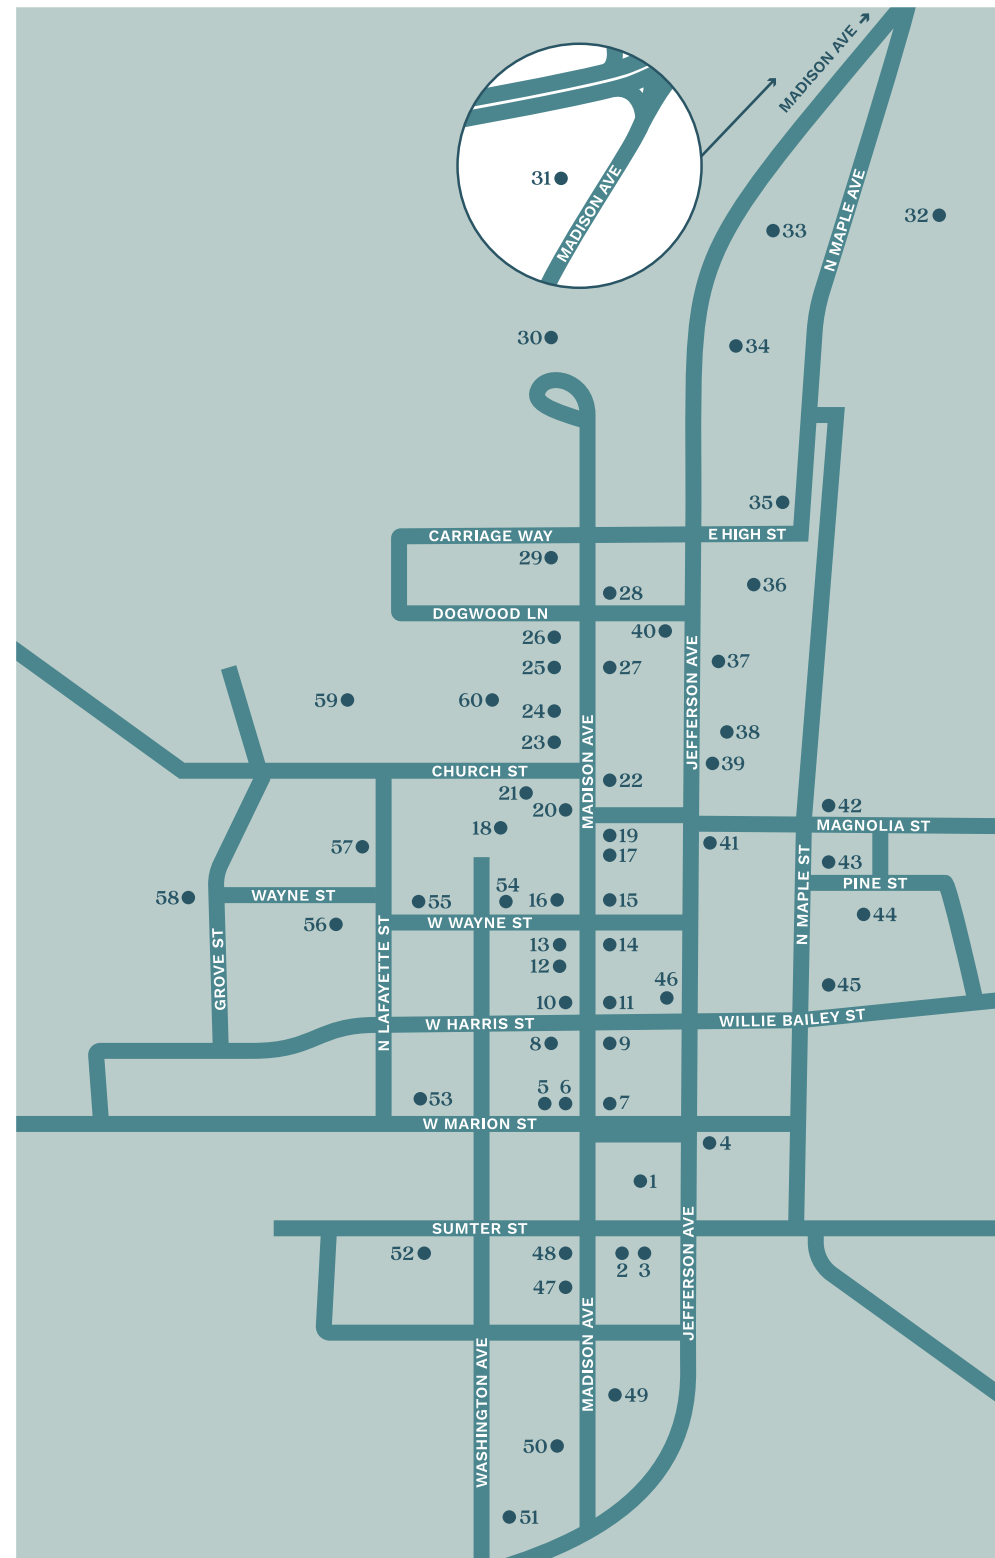 MADISON AVE
31
MADISON AVE
N MAPLE AVE
32
33
30
34
35
CARRIAGE WAY
E HIGH ST
29
36
28
DOGWOOD LN
26
40
JEFFERSON AVE
25
27
37
59
60
24
MADISON AVE
38
23
39
CHURCH ST
22
21
20
42
18
19
MAGNOLIA ST
57
17
41
43
WAYNE ST
54
PINE ST
58
55
16
15
N MAPLE ST
44
56
W WAYNE ST
GROVE ST
N LAFAYETTE ST
13
14
12
46
45
10
11
W HARRIS ST
WILLIE BAILEY ST
8
9
5
6
53
7
W MARION ST
4
1
SUMTER ST
JEFFERSON AVE
52
48
2
3
47
MADISON AVE
WASHINGTON AVE
49
50
51